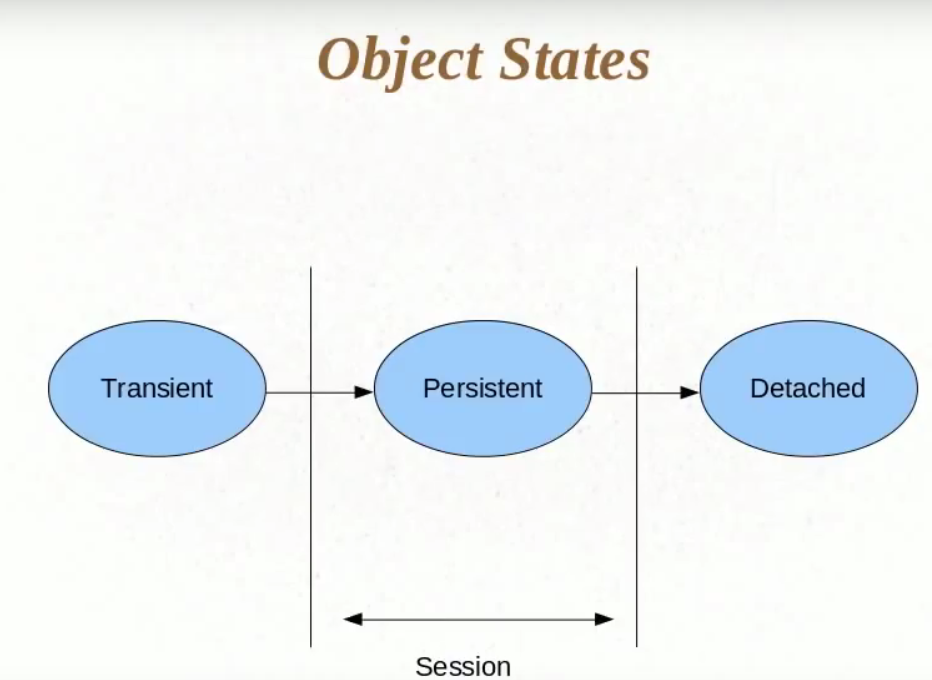 Object States
Transient
Persistent
Detached
Session